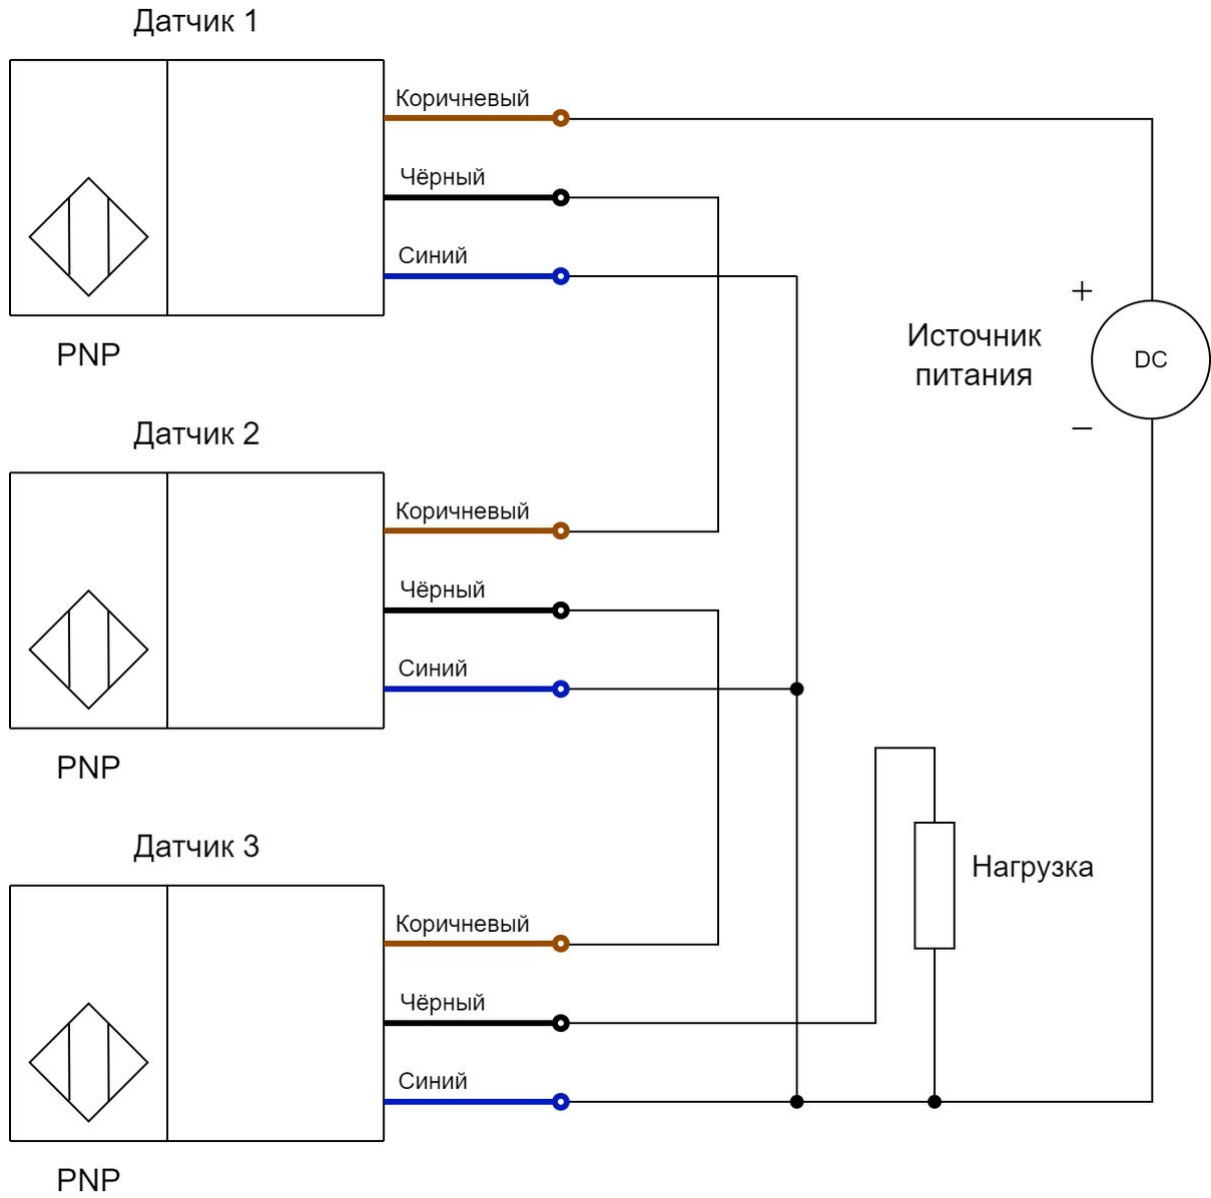 Датчик 1
Коричневый
Чёрный
Синий
PNP
+
Источник
питания
DC
−
Датчик 2
Коричневый
Чёрный
Синий
PNP
Датчик 3
Коричневый
Чёрный
Синий
PNP
Нагрузка